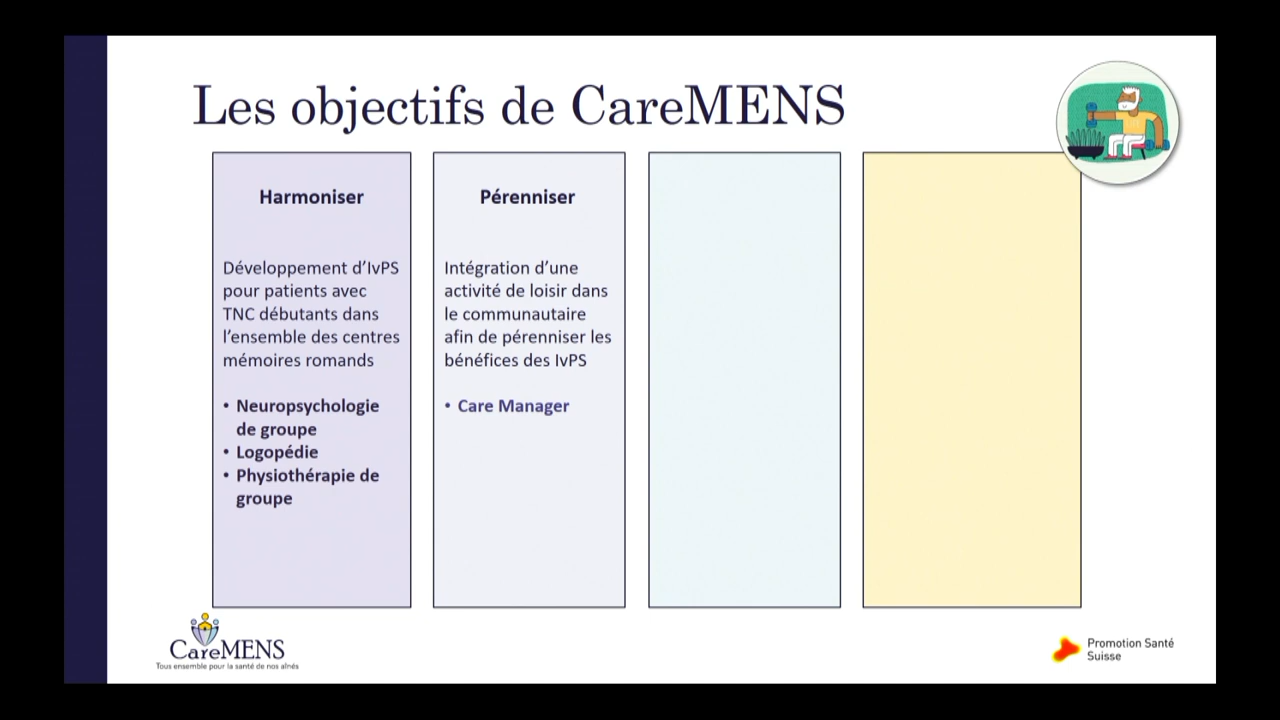 Les objectifs de CareMENS
Harmoniser
Développement d'IvPS
pour patients avec
TNC débutants dans
l'ensemble des centres
mémoires romands
• Neuropsychologie
de groupe
• Logopédie
• Physiothérapie de
groupe
Pérenniser
Intégration d'une
activité de loisir dans
le communautaire
afin de pérenniser les
bénéfices des IvPS
• Care Manager
CareMENS
Tous ensemble pour la santé de nos aînés
Promotion Santé
Suisse